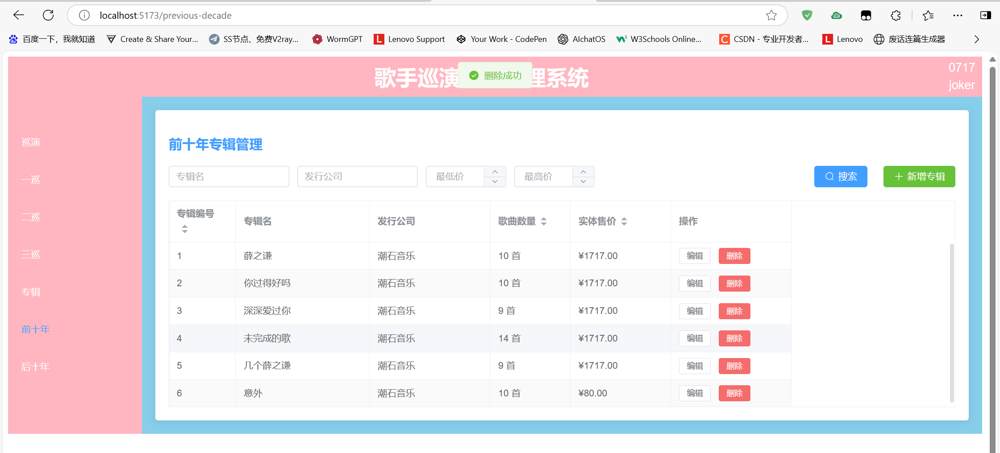 localhost:5173/previous-decade
百度一下，我就知道
Create & Share Your...
SS节点、免费V2ray...
WormGPT
Lenovo Support
Your Work - CodePen
AIchatOS
W3Schools Online...
CSDN - 专业开发者...
Lenovo
废话连篇生成器
歌手巡演
理系统
删除成功
0717
joker
巡演
一巡
二巡
三巡
专辑
前十年
后十年
前十年专辑管理
专辑名 发行公司 最低价 最高价 搜索 新增专辑
专辑编号 专辑名 发行公司 歌曲数量 实体售价 操作
1 薛之谦 潮石音乐 10 首 ¥1717.00 编辑 删除
2 你过得好吗 潮石音乐 10 首 ¥1717.00 编辑 删除
3 深深爱过你 潮石音乐 9 首 ¥1717.00 编辑 删除
4 未完成的歌 潮石音乐 14 首 ¥1717.00 编辑 删除
5 几个薛之谦 潮石音乐 9 首 ¥1717.00 编辑 删除
6 意外 潮石音乐 10 首 ¥80.00 编辑 删除